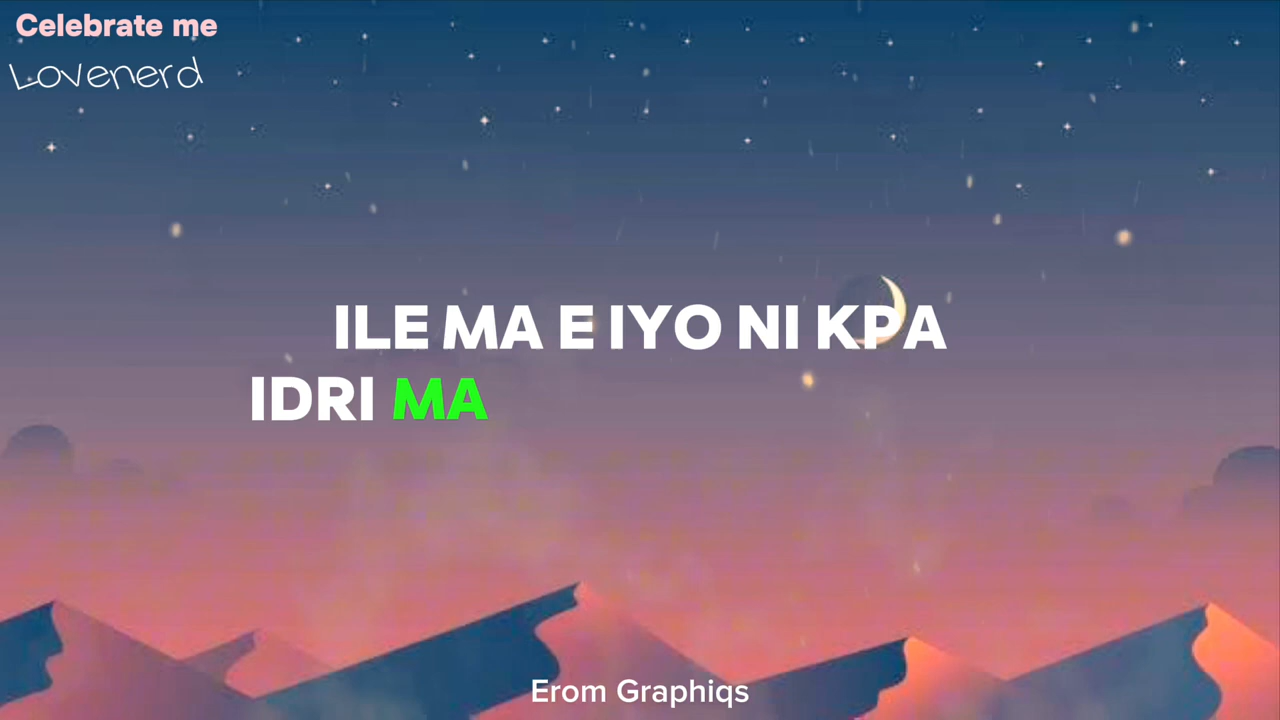 Celebrate me
Lovenerd
ILE MA E IYO NI KPA
IDRI MA
Erom Graphiqs